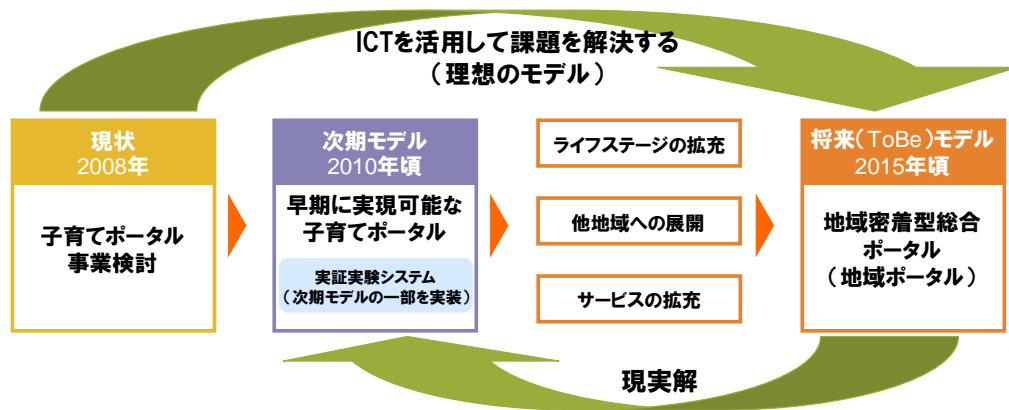 ICTを活用して課題を解決する
（理想のモデル）
現状
2008年
子育てポータル
事業検討
次期モデル
2010年頃
早期に実現可能な
子育てポータル
実証実験システム
（次期モデルの一部を実装）
ライフステージの拡充
他地域への展開
サービスの拡充
将来（ToBe）モデル
2015年頃
地域密着型総合
ポータル
（地域ポータル）
現実解